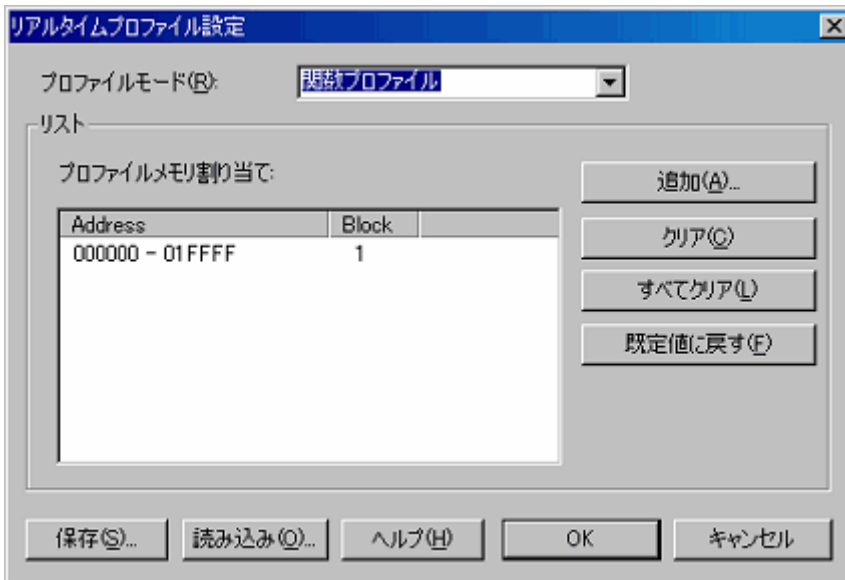 リアルタイムプロファイル設定
プロファイルモード(R): 関数プロファイル
リスト
プロファイルメモリ割り当て:
追加(A)...
Address Block
000000 - 01FFFF 1
クリア(C)
すべてクリア(L)
既定値に戻す(F)
保存(S)... 読み込み(O)... ヘルプ(H) OK キャンセル